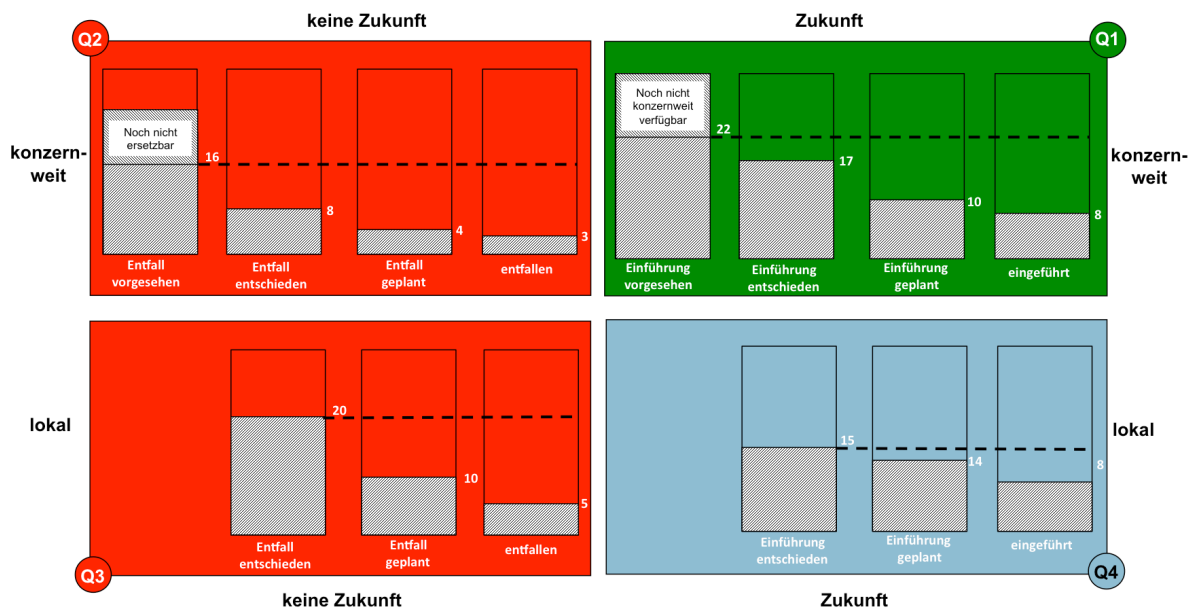 keine Zukunft
Zukunft
Q2
Q1
Noch nicht
ersetzbar
16
8
4
3
Entfall
vorgesehen
Entfall
entschieden
Entfall
geplant
entfallen
konzern-
weit
Noch nicht
konzernweit
verfügbar
22
17
10
8
Einführung
vorgesehen
Einführung
entschieden
Einführung
geplant
eingeführt
konzern-
weit
lokal
20
10
5
Entfall
entschieden
Entfall
geplant
entfallen
Q3
keine Zukunft
15
14
8
lokal
Einführung
entschieden
Einführung
geplant
eingeführt
Q4
Zukunft